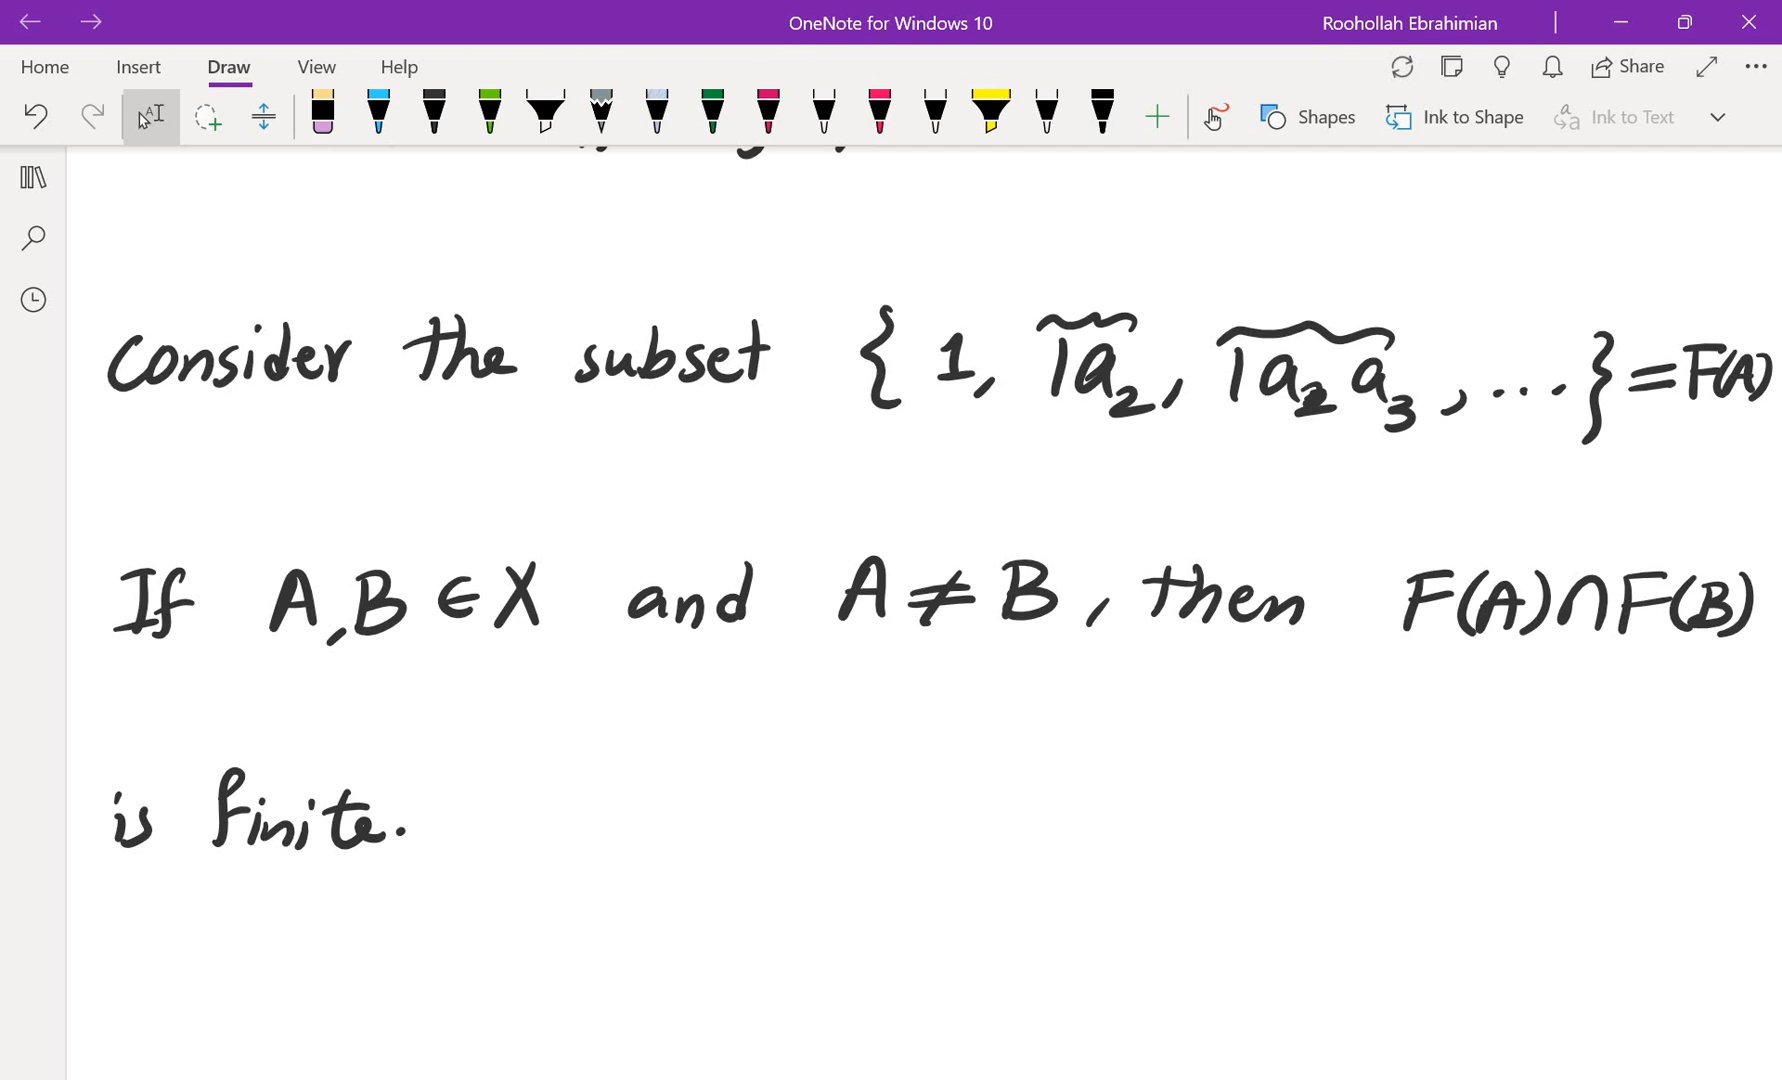 OneNote for Windows 10
Roohollah Ebrahimian
Home Insert Draw View Help
Share
Shapes Ink to Shape Ink to Text
Consider the subset { 1, 1a₂, 1a₂a₃, ... } = F(A)
If A, B ∈ X and A ≠ B, then F(A) ∩ F(B)
is finite.